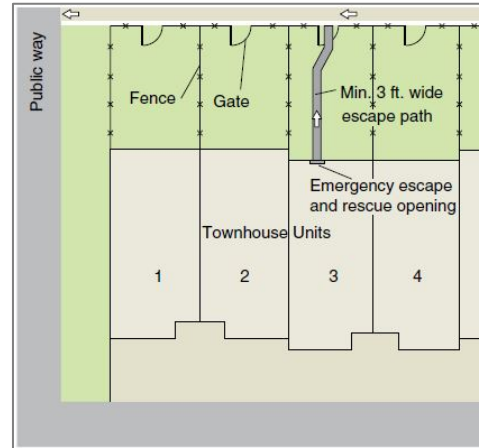 Public way
Fence
Gate
Min. 3 ft. wide
escape path
Emergency escape
and rescue opening
Townhouse Units
1
2
3
4